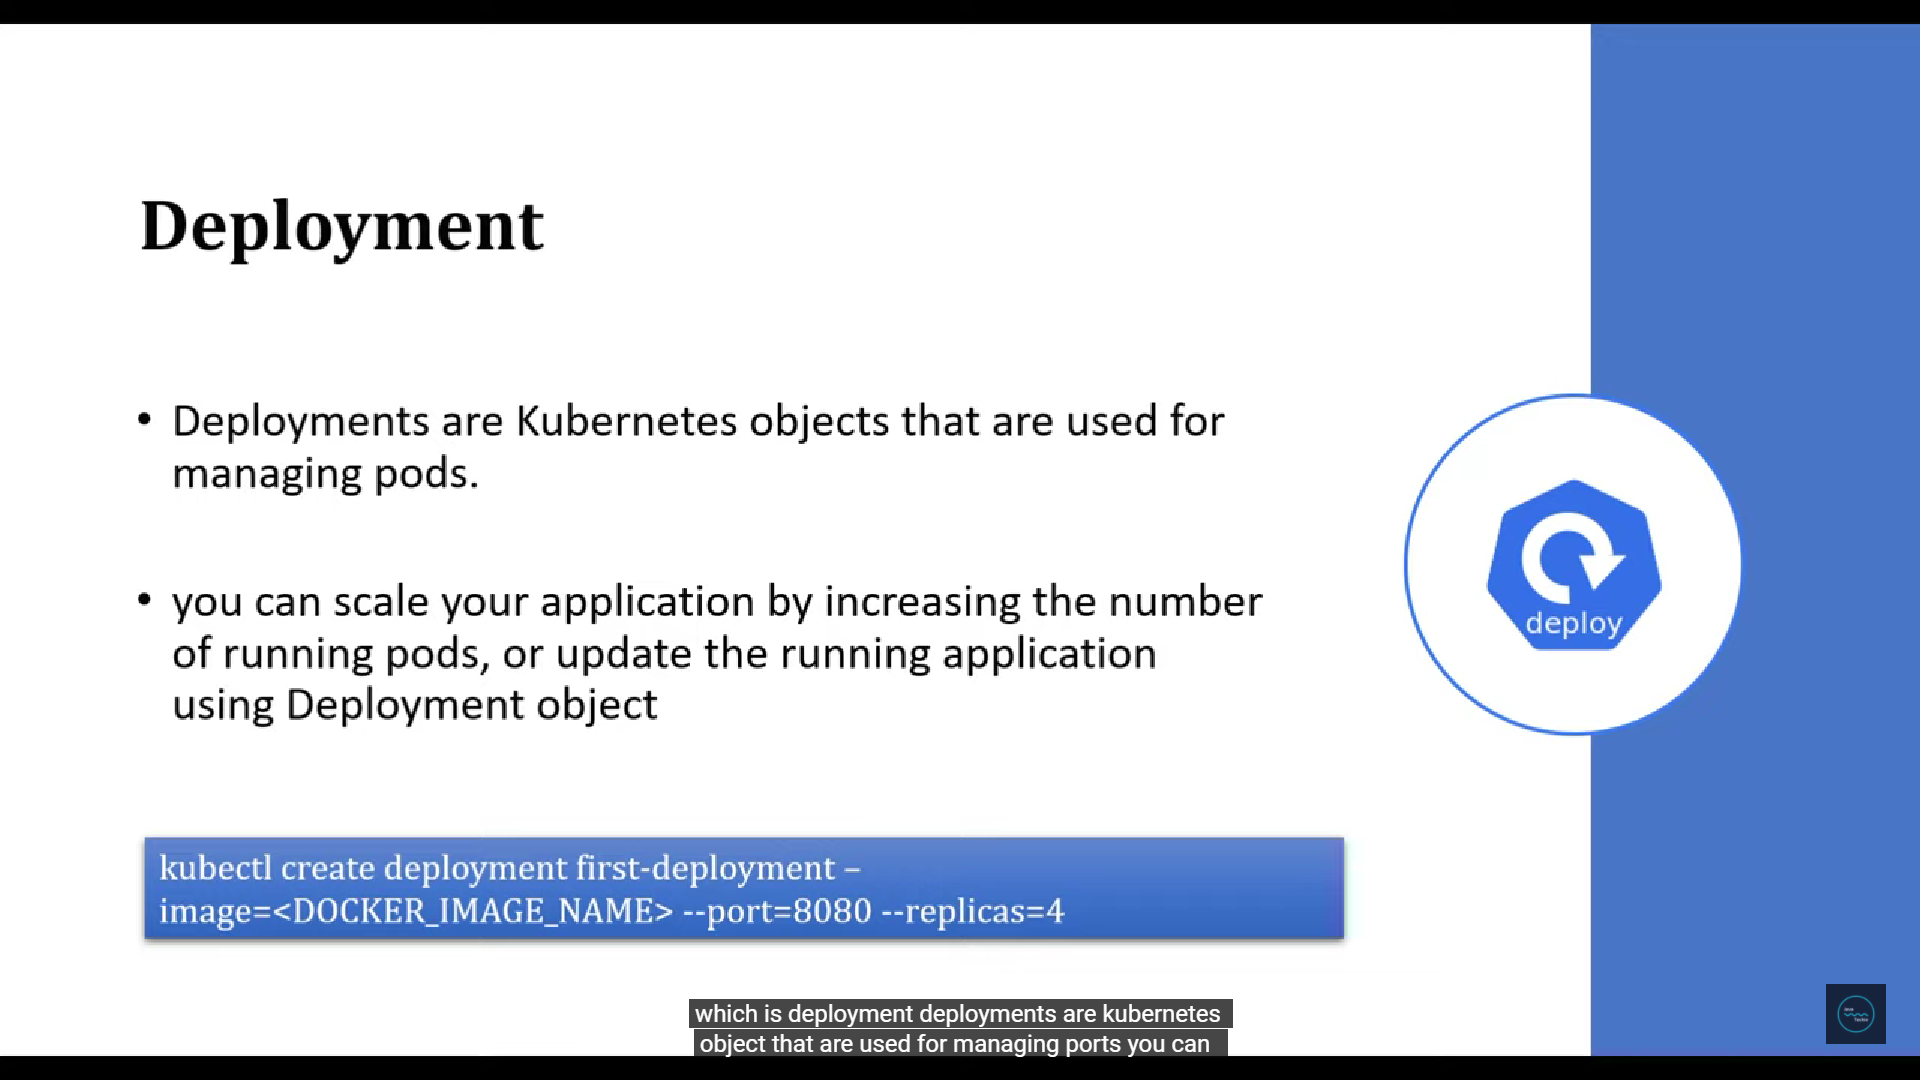 Deployment
• Deployments are Kubernetes objects that are used for
managing pods.
• you can scale your application by increasing the number
of running pods, or update the running application
using Deployment object
deploy
kubectl create deployment first-deployment –
image=<DOCKER_IMAGE_NAME> --port=8080 --replicas=4
which is deployment deployments are kubernetes
object that are used for managing ports you can